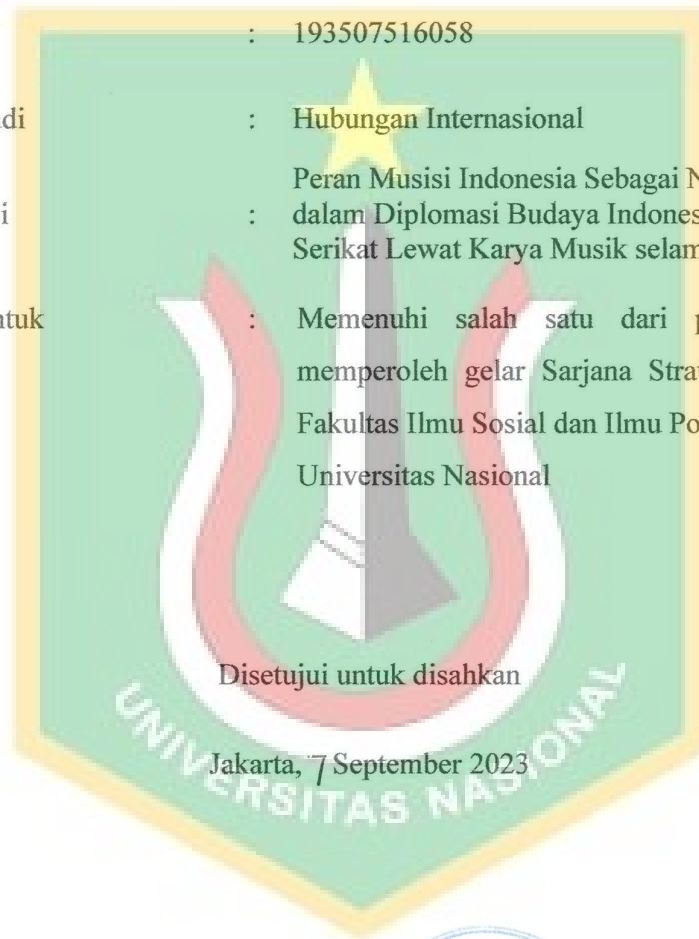 : 193507516058
di : Hubungan Internasional
Peran Musisi Indonesia Sebagai N
i : dalam Diplomasi Budaya Indones
Serikat Lewat Karya Musik selam
ntuk : Memenuhi salah satu dari p
memperoleh gelar Sarjana Strat
Fakultas Ilmu Sosial dan Ilmu Po
Universitas Nasional
Disetujui untuk disahkan
Jakarta, 7 September 2023
UNIVERSITAS NASIONAL